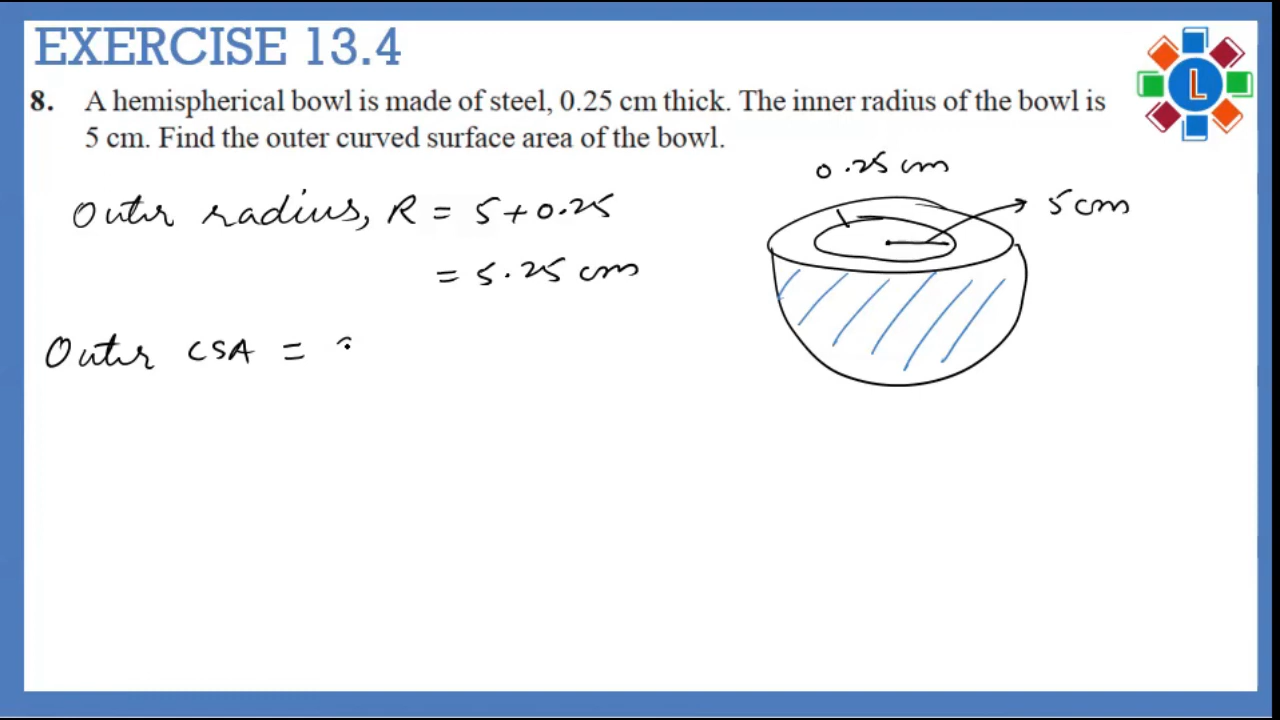 EXERCISE 13.4
L
8. A hemispherical bowl is made of steel, 0.25 cm thick. The inner radius of the bowl is
5 cm. Find the outer curved surface area of the bowl.
0.25 cm
5 cm
Outer radius, R = 5 + 0.25
= 5.25 cm
Outer CSA =